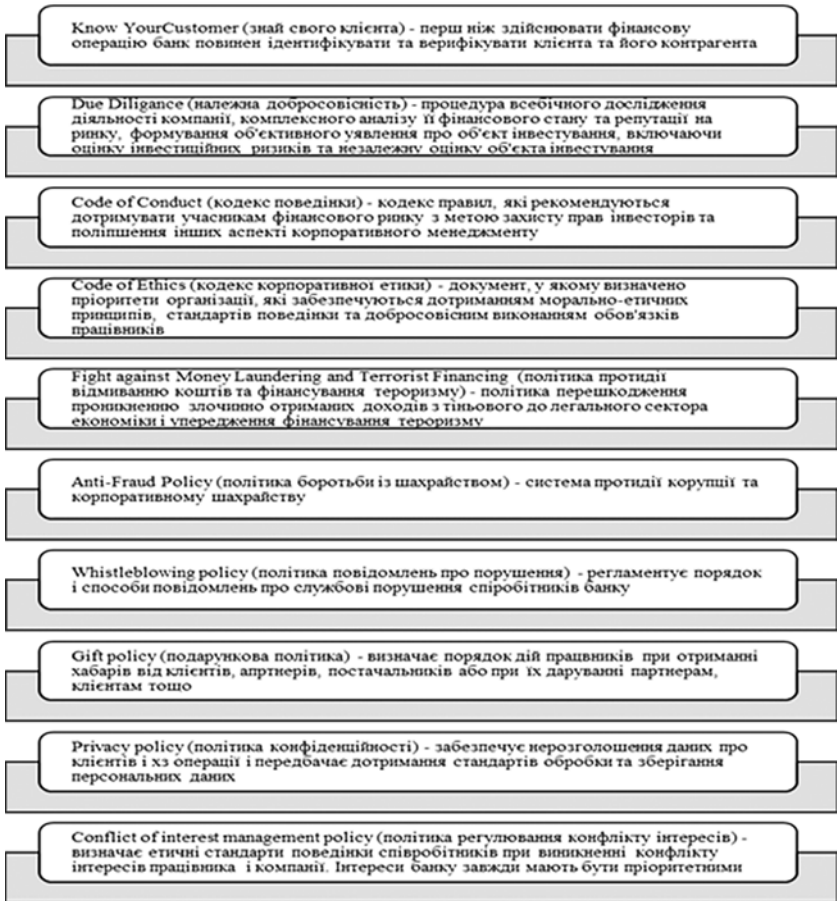 Know YourCustomer (знай свого клієнта) - перш ніж здійснювати фінансову
операцію банк повинен ідентифікувати та верифікувати клієнта та його контрагента
Due Diligance (належна добросовісність) - процедура всебічного дослідження
діяльності компанії, комплексного аналізу її фінансового стану та репутації на
ринку, формування об'єктивного уявлення про об'єкт інвестування, включаючи
оцінку інвестиційних ризиків та незалежну оцінку об'єкта інвестування
Code of Conduct (кодекс поведінки) - кодекс правил, які рекомендуються
дотримувати учасникам фінансового ринку з метою захисту прав інвесторів та
поліпшення інших аспекті корпоративного менеджменту
Code of Ethics (кодекс корпоративної етики) - документ, у якому визначено
пріоритети організації, які забезпечуються дотриманням морально-етичних
принципів, стандартів поведінки та добросовісним виконанням обов'язків
працівників
Fight against Money Laundering and Terrorist Financing (політика протидії
відмиванню коштів та фінансування тероризму) - політика перешкодження
проникненню злочинно отриманих доходів з тіньового до легального сектора
економіки і упередження фінансування тероризму
Anti-Fraud Policy (політика боротьби із шахрайством) - система протидії корупції та
корпоративному шахрайству
Whistleblowing policy (політика повідомлень про порушення) - регламентує порядок
і способи повідомлень про службові порушення спіробітників банку
Gift policy (подарункова політика) - визначає порядок дій працвників при отриманні
хабарів від клієнтів, апртнерів, постачальників або при їх даруванні партнерам,
клієнтам тощо
Privacy policy (політика конфіденційності) - забезпечує нерозголошення даних про
клієнтів і хз операції і передбачає дотримання стандартів обробки та зберігання
персональних даних
Conflict of interest management policy (політика регулювання конфлікту інтересів) -
визначає етичні стандарти поведінки співробітників при виникненні конфлікту
інтересів працівника і компанії. Інтереси банку завжди мають бути пріоритетними